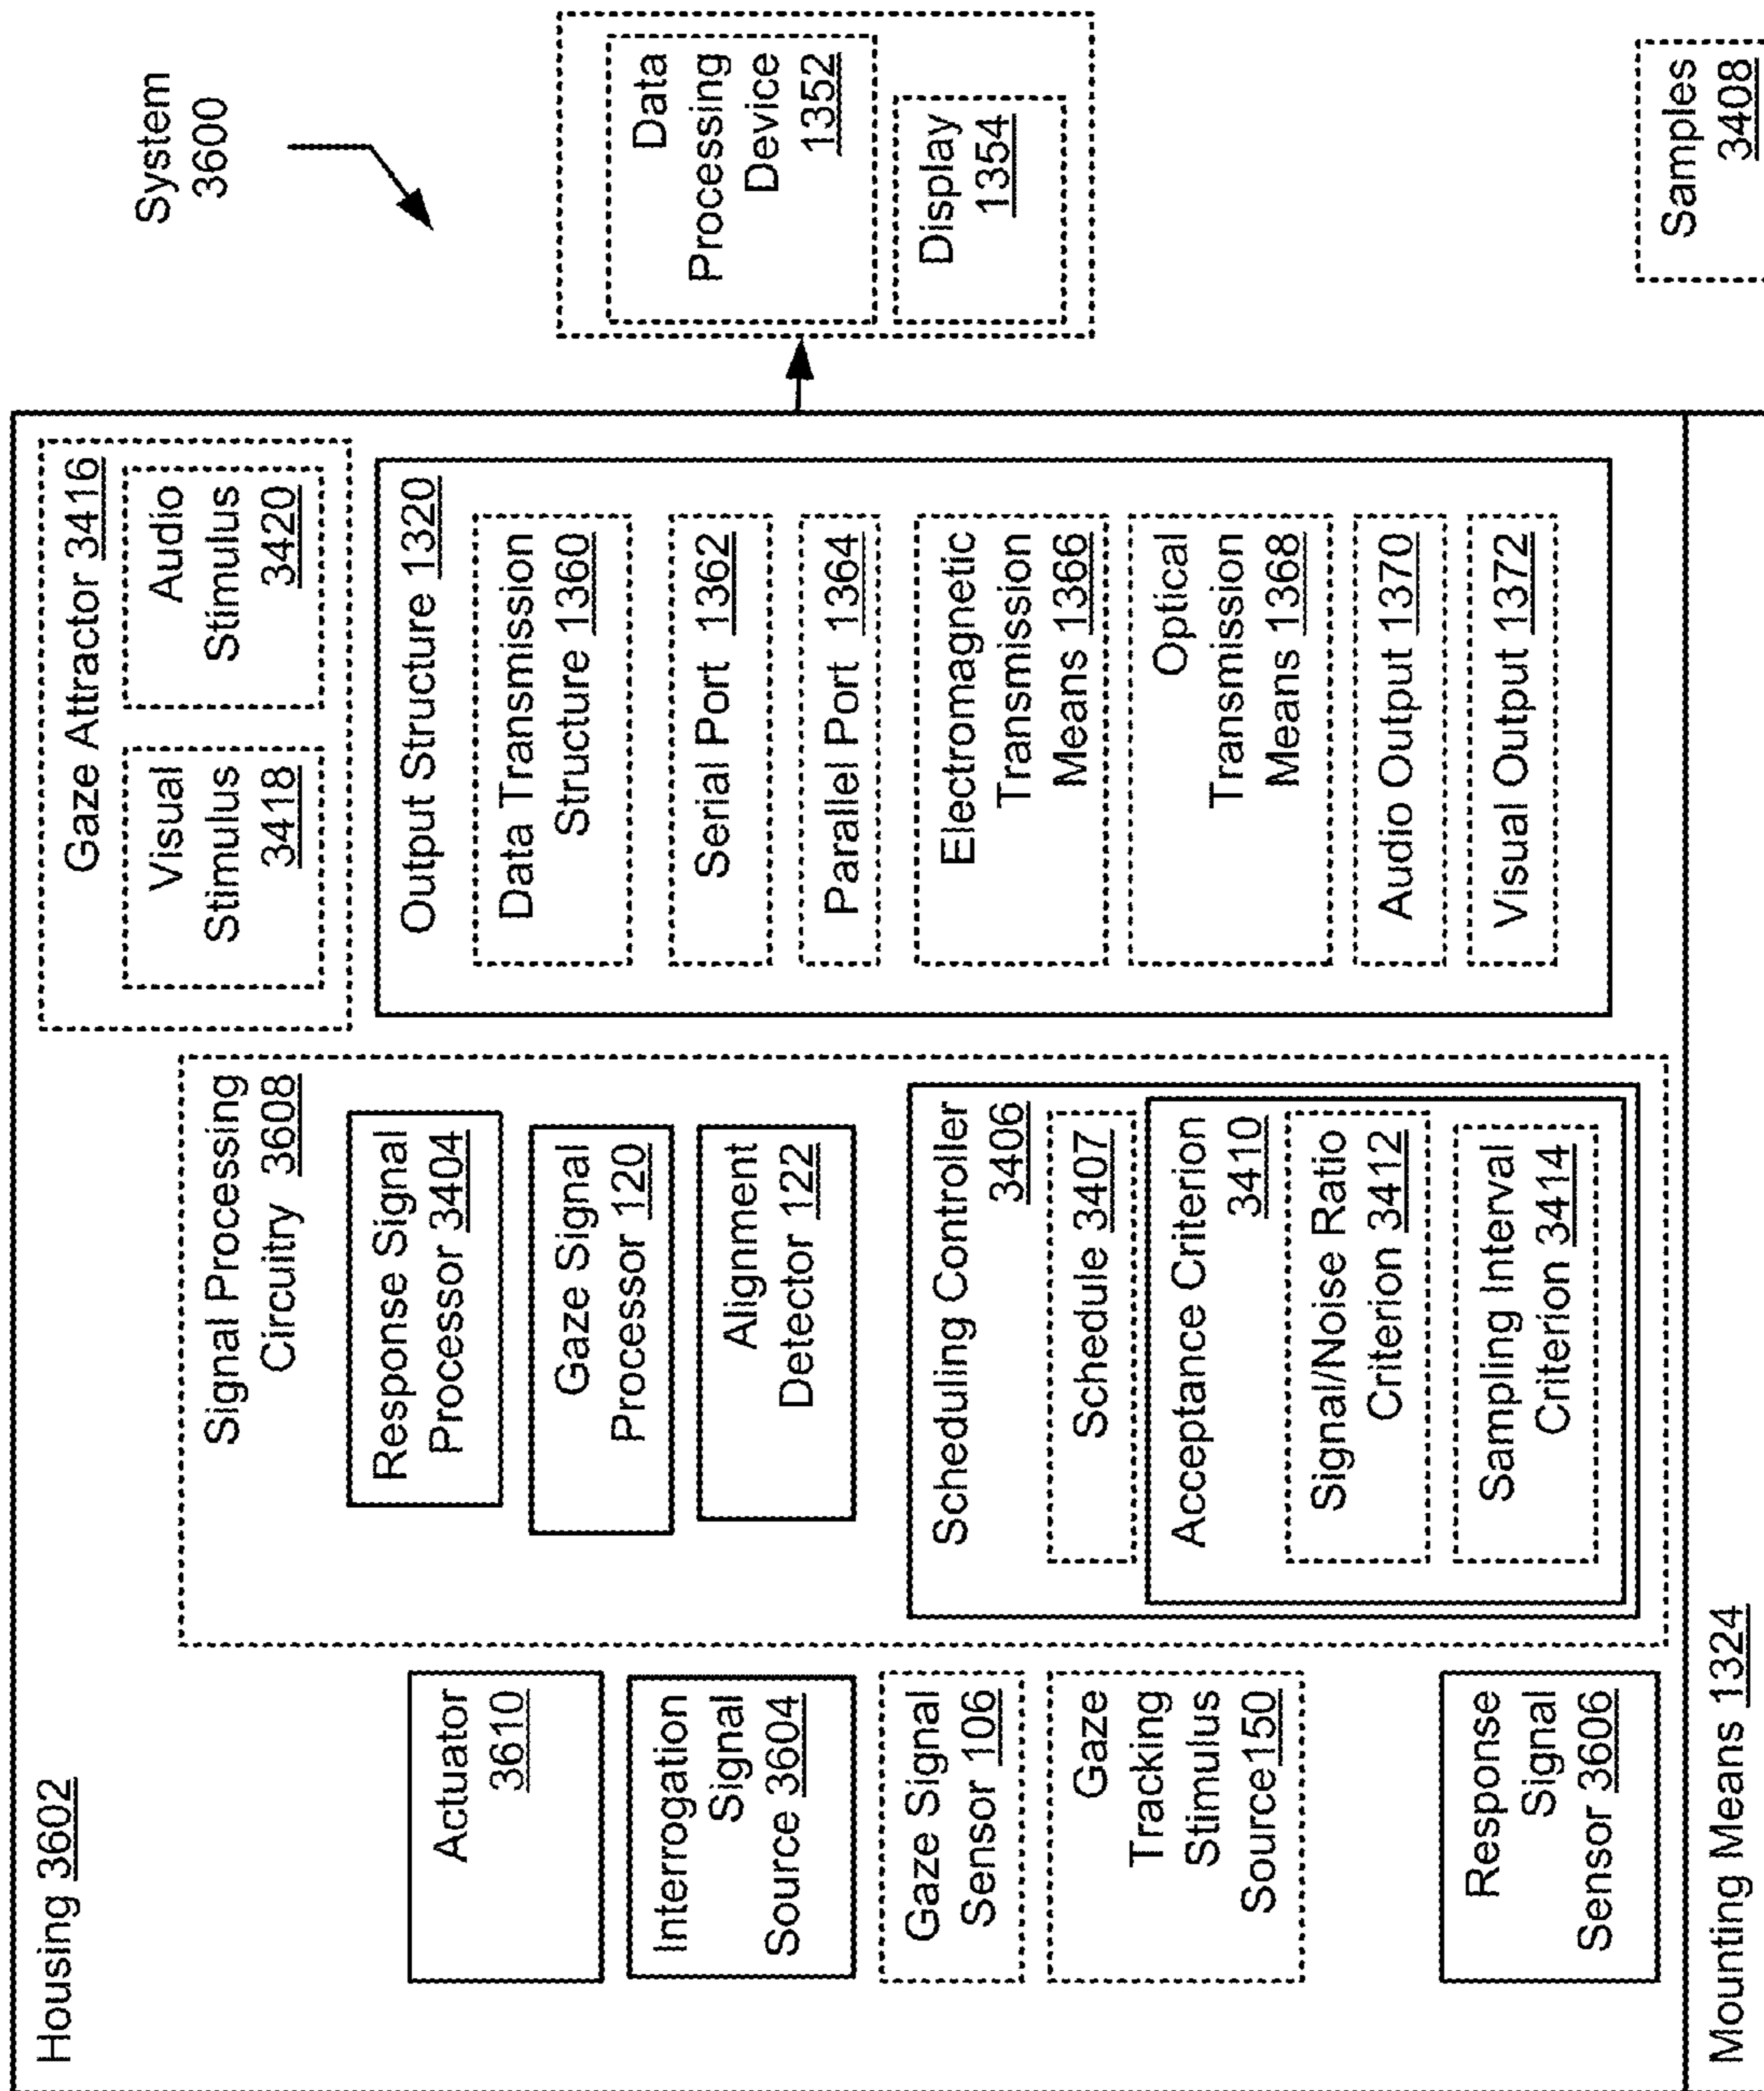 System
3600
Housing 3602
Actuator
3610
Interrogation
Signal
Source 3604
Gaze Signal
Sensor 106
Gaze
Tracking
Stimulus
Source150
Response
Signal
Sensor 3606
Signal Processing
Circuitry 3608
Response Signal
Processor 3404
Gaze Signal
Processor 120
Alignment
Detector 122
Scheduling Controller
3406
Schedule 3407
Acceptance Criterion
3410
Signal/Noise Ratio
Criterion 3412
Sampling Interval
Criterion 3414
Gaze Attractor 3416
Visual
Stimulus
3418
Audio
Stimulus
3420
Output Structure 1320
Data Transmission
Structure 1360
Serial Port 1362
Parallel Port 1364
Electromagnetic
Transmission
Means 1366
Optical
Transmission
Means 1368
Audio Output 1370
Visual Output 1372
Data
Processing
Device
1352
Display
1354
Mounting Means 1324
Samples
3408